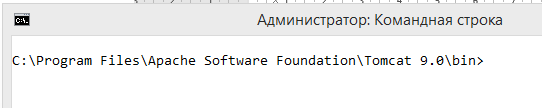 Администратор: Командная строка
C:\Program Files\Apache Software Foundation\Tomcat 9.0\bin>